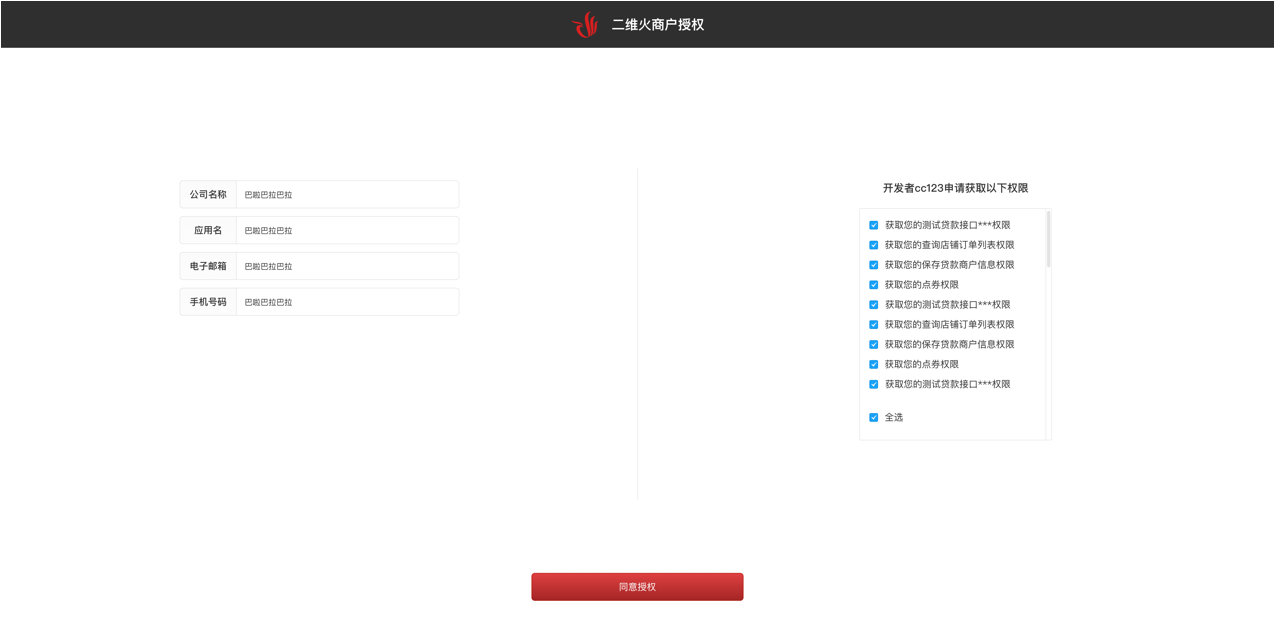 二维火商户授权
公司名称 巴啦巴拉巴拉
应用名 巴啦巴拉巴拉
电子邮箱 巴啦巴拉巴拉
手机号码 巴啦巴拉巴拉
开发者cc123申请获取以下权限
获取您的测试贷款接口***权限
获取您的查询店铺订单列表权限
获取您的保存贷款商户信息权限
获取您的点券权限
获取您的测试贷款接口***权限
获取您的查询店铺订单列表权限
获取您的保存贷款商户信息权限
获取您的点券权限
获取您的测试贷款接口***权限
全选
同意授权